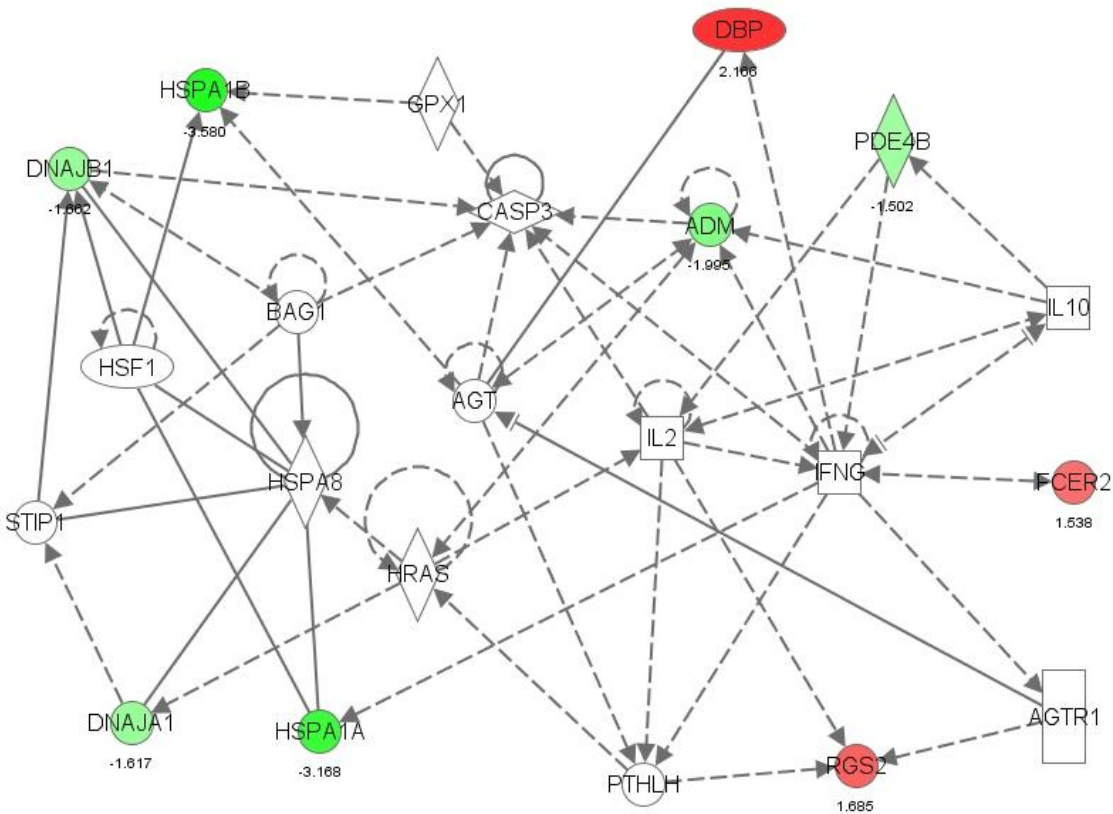 DBP
2.166
HSPA1B
-3.580
GPX1
PDE4B
-1.502
DNAJB1
-1.662
CASP3
ADM
-1.995
BAG1
IL10
HSF1
AGT
IL2
IFNG
HSPA8
FCER2
1.538
STIP1
HRAS
DNAJA1
-1.617
HSPA1A
-3.168
AGTR1
PTHLH
RGS2
1.685